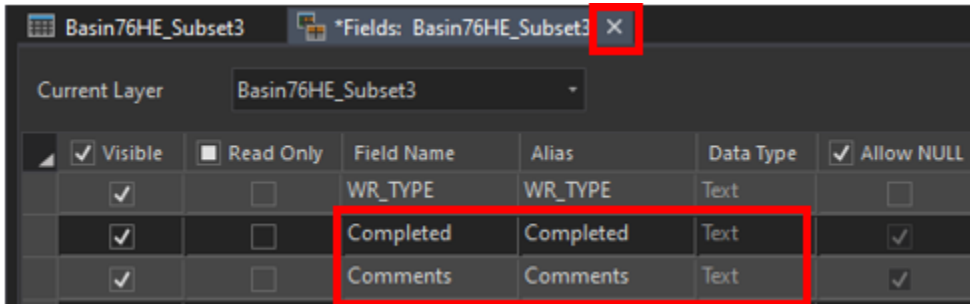 Basin76HE_Subset3 *Fields: Basin76HE_Subset3
Current Layer Basin76HE_Subset3
Visible Read Only Field Name Alias Data Type Allow NULL
WR_TYPE WR_TYPE Text
Completed Completed Text
Comments Comments Text